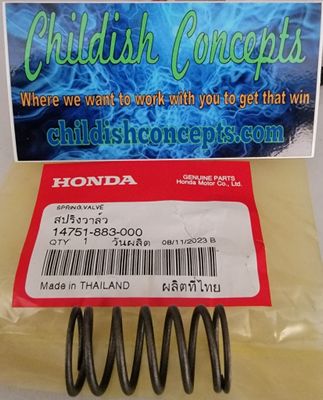 Childish Concepts
Where we want to work with you to get that win
childishconcepts.com
HONDA
GENUINE PARTS
Honda Motor Co., Ltd.
SPRING,VALVE
สปริงวาล์ว
14751-883-000
QTY 1 วันผลิต 08/11/2023 B
Made in THAILAND ผลิตที่ไทย